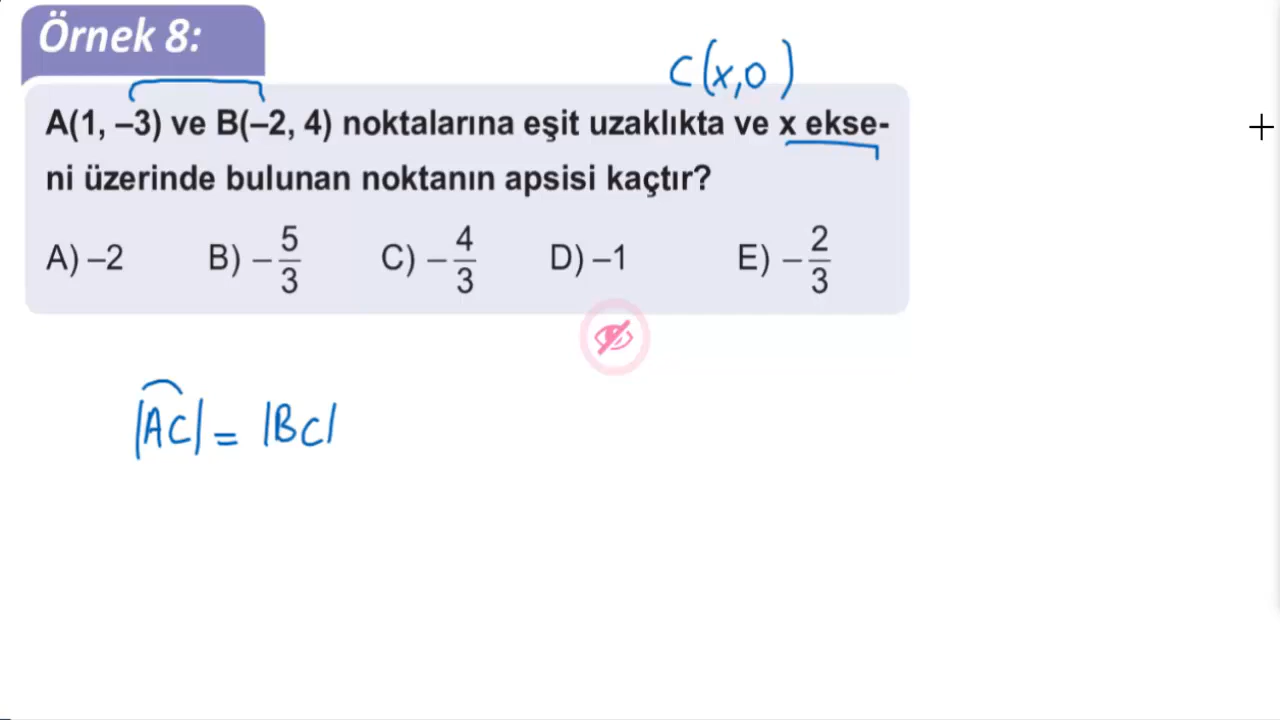 Örnek 8:
C(x,0)
A(1, –3) ve B(–2, 4) noktalarına eşit uzaklıkta ve x ekse-
ni üzerinde bulunan noktanın apsisi kaçtır?
A) –2 B) –5/3 C) –4/3 D) –1 E) –2/3
|AC| = |BC|